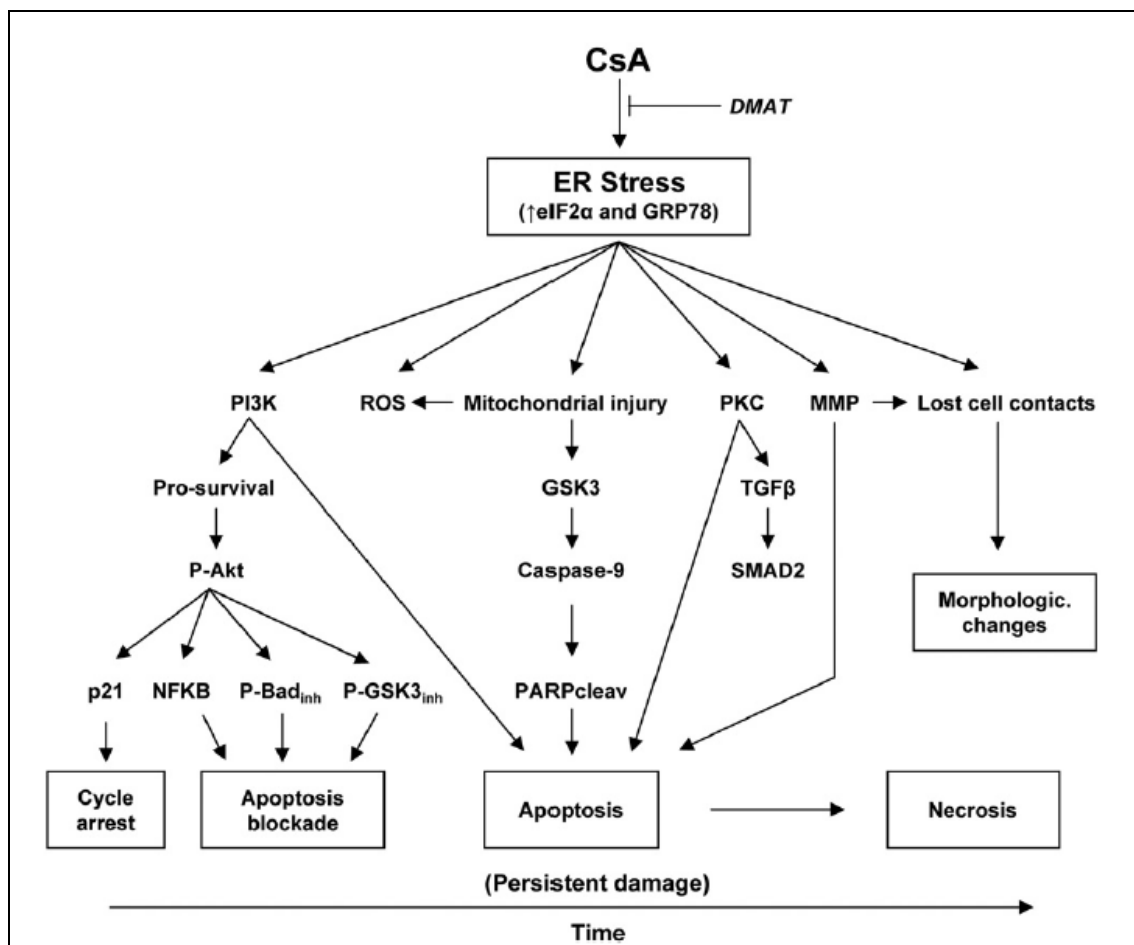 CsA
DMAT
ER Stress
(↑eIF2α and GRP78)
PI3K
ROS
Mitochondrial injury
PKC
MMP
Lost cell contacts
Pro-survival
GSK3
TGFβ
P-Akt
Caspase-9
SMAD2
Morphologic.
changes
p21
NFKB
P-Badinh
P-GSK3inh
PARPcleav
Cycle
arrest
Apoptosis
blockade
Apoptosis
Necrosis
(Persistent damage)
Time